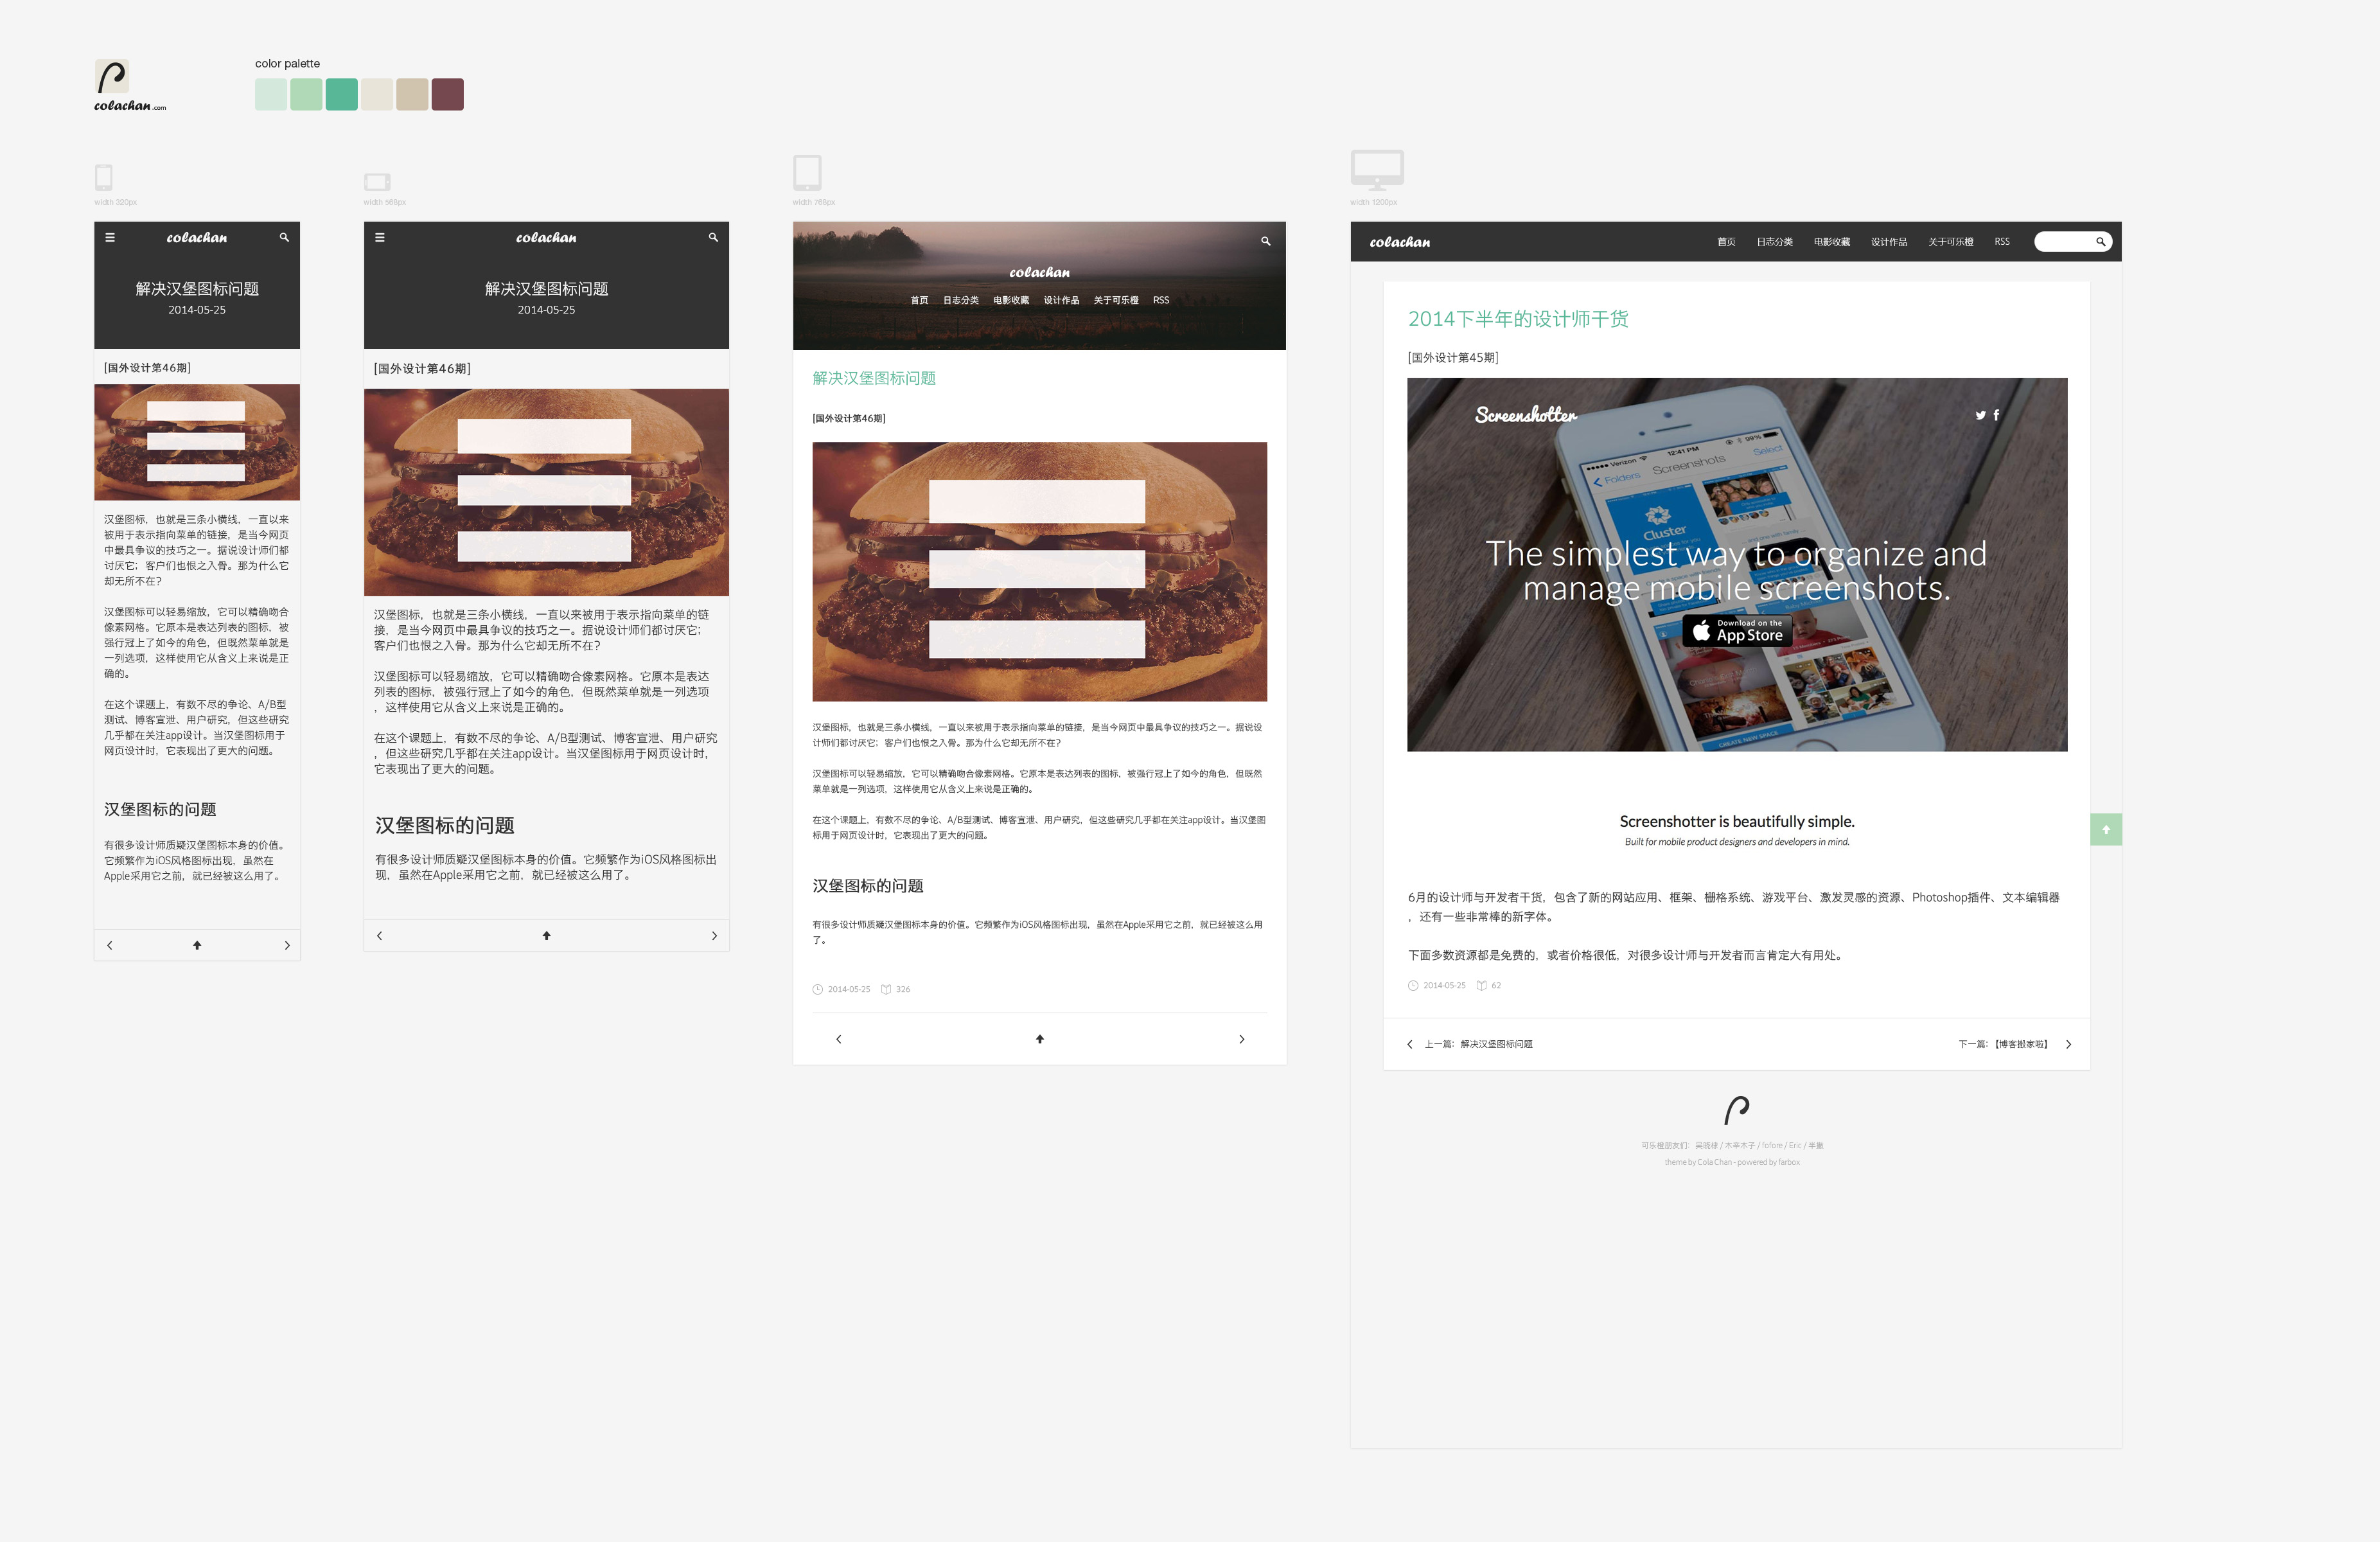 colachan.com
color palette
width 320px
colachan
解决汉堡图标问题
2014-05-25
[国外设计第46期]
汉堡图标，也就是三条小横线，一直以来
被用于表示指向菜单的链接，是当今网页
中最具争议的技巧之一。据说设计师们都
讨厌它；客户们也恨之入骨。那为什么它
却无所不在？
汉堡图标可以轻易缩放，它可以精确吻合
像素网格。它原本是表达列表的图标，被
强行冠上了如今的角色，但既然菜单就是
一列选项，这样使用它从含义上来说是正
确的。
在这个课题上，有数不尽的争论、A/B型
测试、博客宣泄、用户研究，但这些研究
几乎都在关注app设计。当汉堡图标用于
网页设计时，它表现出了更大的问题。
汉堡图标的问题
有很多设计师质疑汉堡图标本身的价值。
它频繁作为iOS风格图标出现，虽然在
Apple采用它之前，就已经被这么用了。
width 568px
colachan
解决汉堡图标问题
2014-05-25
[国外设计第46期]
汉堡图标，也就是三条小横线，一直以来被用于表示指向菜单的链
接，是当今网页中最具争议的技巧之一。据说设计师们都讨厌它；
客户们也恨之入骨。那为什么它却无所不在？
汉堡图标可以轻易缩放，它可以精确吻合像素网格。它原本是表达
列表的图标，被强行冠上了如今的角色，但既然菜单就是一列选项
，这样使用它从含义上来说是正确的。
在这个课题上，有数不尽的争论、A/B型测试、博客宣泄、用户研究
，但这些研究几乎都在关注app设计。当汉堡图标用于网页设计时，
它表现出了更大的问题。
汉堡图标的问题
有很多设计师质疑汉堡图标本身的价值。它频繁作为iOS风格图标出
现，虽然在Apple采用它之前，就已经被这么用了。
width 768px
colachan
首页 日志分类 电影收藏 设计作品 关于可乐橙 RSS
解决汉堡图标问题
[国外设计第46期]
汉堡图标，也就是三条小横线，一直以来被用于表示指向菜单的链接，是当今网页中最具争议的技巧之一。据说设
计师们都讨厌它；客户们也恨之入骨。那为什么它却无所不在？
汉堡图标可以轻易缩放，它可以精确吻合像素网格。它原本是表达列表的图标，被强行冠上了如今的角色，但既然
菜单就是一列选项，这样使用它从含义上来说是正确的。
在这个课题上，有数不尽的争论、A/B型测试、博客宣泄、用户研究，但这些研究几乎都在关注app设计。当汉堡图
标用于网页设计时，它表现出了更大的问题。
汉堡图标的问题
有很多设计师质疑汉堡图标本身的价值。它频繁作为iOS风格图标出现，虽然在Apple采用它之前，就已经被这么用
了。
2014-05-25 326
width 1200px
colachan 首页 日志分类 电影收藏 设计作品 关于可乐橙 RSS
2014下半年的设计师干货
[国外设计第45期]
Screenshotter
Verizon 12:41 PM 99%
Folders Screenshots Select
Cluster
The simplest way to organize and
manage mobile screenshots.
Download on the
App Store
CREATE NEW SPACE
Screenshotter is beautifully simple.
Built for mobile product designers and developers in mind.
6月的设计师与开发者干货，包含了新的网站应用、框架、栅格系统、游戏平台、激发灵感的资源、Photoshop插件、文本编辑器
，还有一些非常棒的新字体。
下面多数资源都是免费的，或者价格很低，对很多设计师与开发者而言肯定大有用处。
2014-05-25 62
上一篇：解决汉堡图标问题 下一篇：【博客搬家啦】
可乐橙朋友们： / 木辛木子 / fofore / Eric / 半撇
theme by Cola Chan - powered by farbox